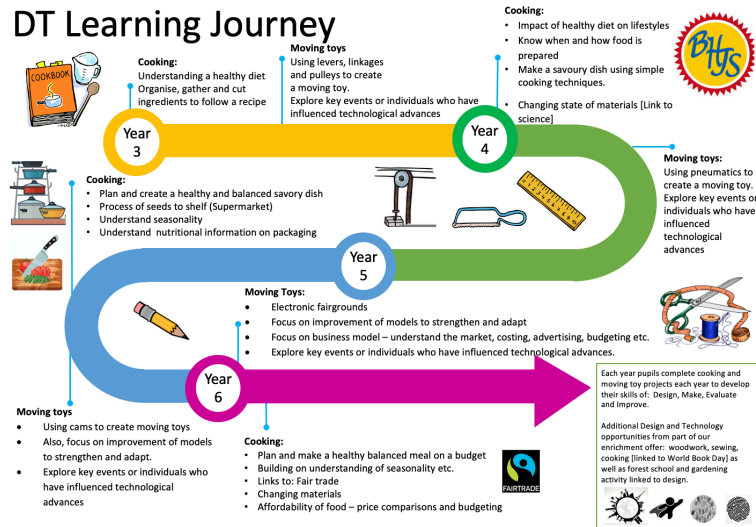 DT Learning Journey
Cooking:
Understanding a healthy diet
Organise, gather and cut
ingredients to follow a recipe
Moving toys
Using levers, linkages
and pulleys to create
a moving toy.
Explore key events or individuals who have
influenced technological advances
Cooking:
• Impact of healthy diet on lifestyles
• Know when and how food is
prepared
• Make a savoury dish using simple
cooking techniques.
• Changing state of materials [Link to
science]
BHJS
COOKBOOK
Year
3
Year
4
Moving toys:
Using pneumatics to
create a moving toy.
Explore key events or
individuals who have
influenced
technological
advances
Cooking:
• Plan and create a healthy and balanced savory dish
• Process of seeds to shelf (Supermarket)
• Understand seasonality
• Understand nutritional information on packaging
Year
5
Moving Toys:
• Electronic fairgrounds
• Focus on improvement of models to strengthen and adapt
• Focus on business model – understand the market, costing, advertising, budgeting etc.
• Explore key events or individuals who have influenced technological advances.
Year
6
Moving toys
• Using cams to create moving toys
• Also, focus on improvement of models
to strengthen and adapt.
• Explore key events or individuals who
have influenced technological
advances
Cooking:
• Plan and make a healthy balanced meal on a budget
• Building on understanding of seasonality etc.
• Links to: Fair trade
• Changing materials
• Affordability of food – price comparisons and budgeting
FAIRTRADE
Each year pupils complete cooking and
moving toy projects each year to develop
their skills of: Design, Make, Evaluate
and Improve.
Additional Design and Technology
opportunities from part of our
enrichment offer: woodwork, sewing,
cooking [linked to World Book Day] as
well as forest school and gardening
activity linked to design.